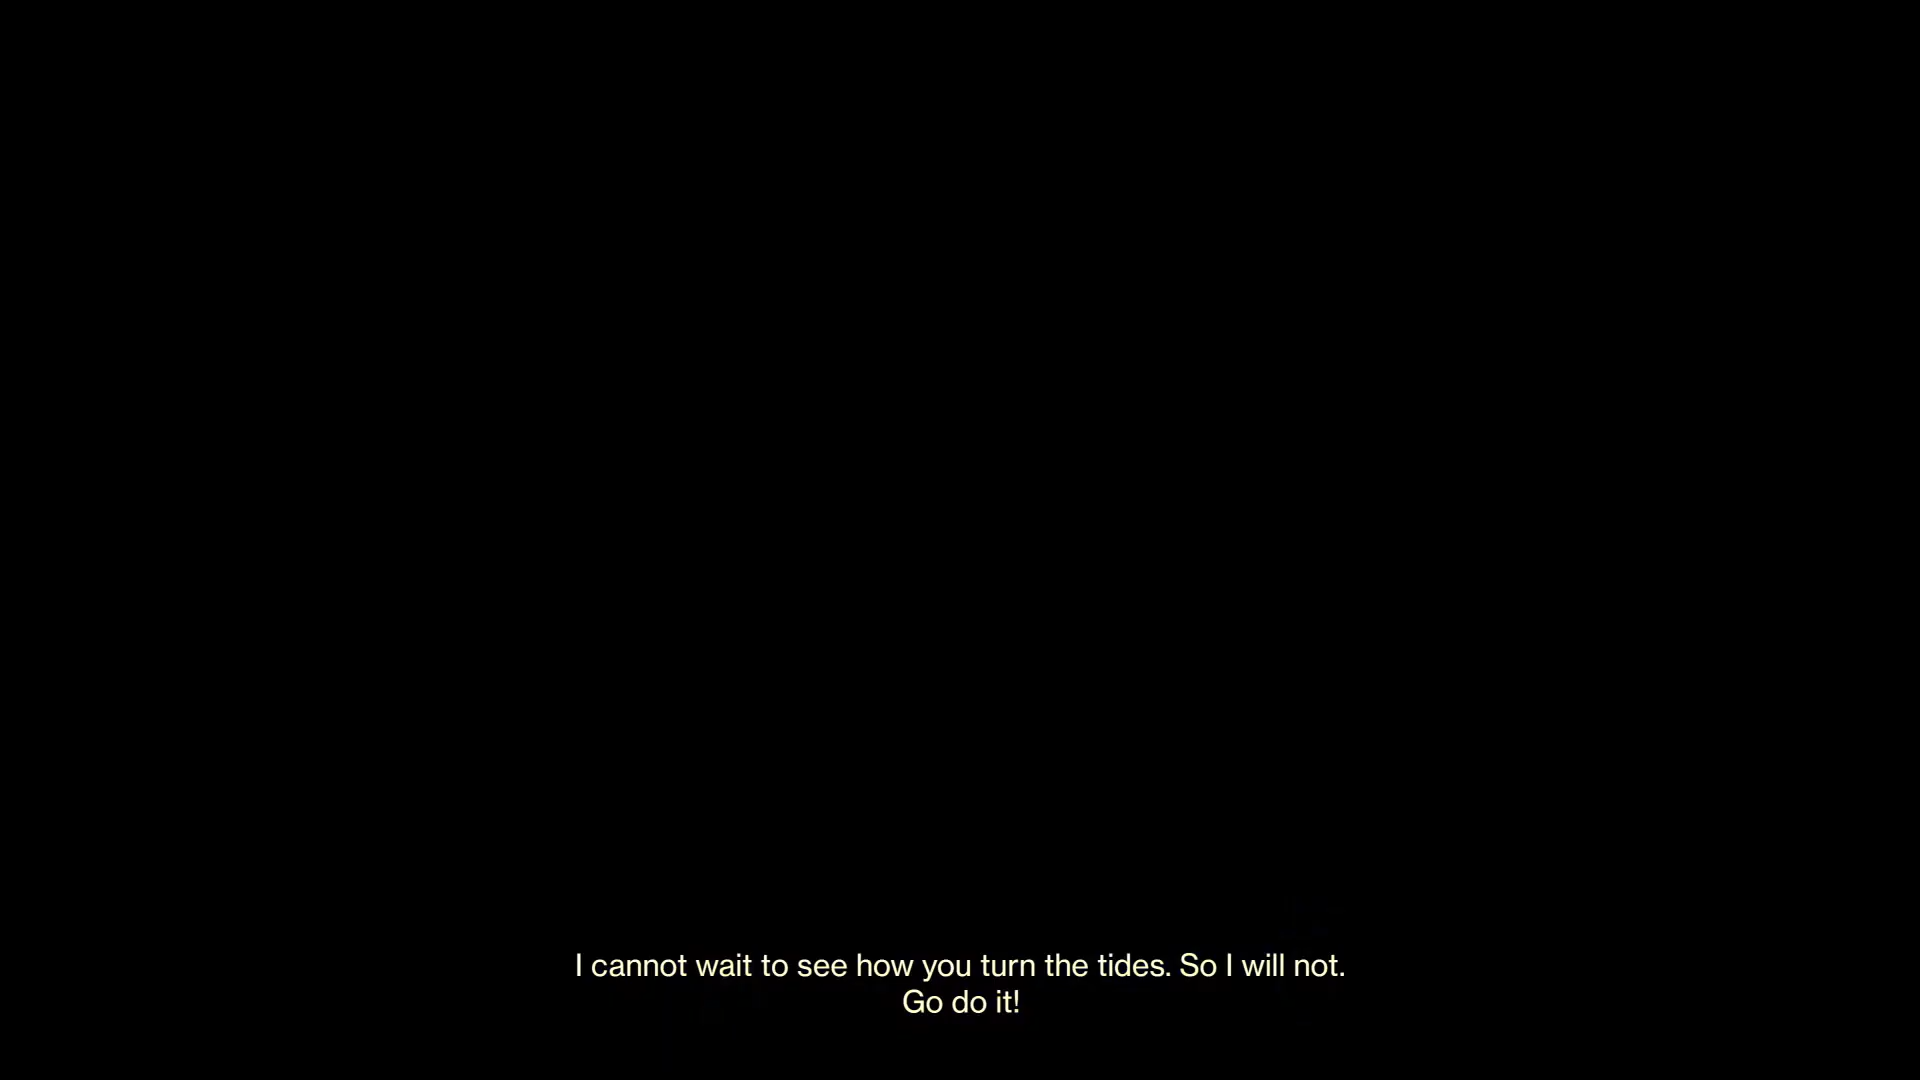 I cannot wait to see how you turn the tides. So I will not.
Go do it!